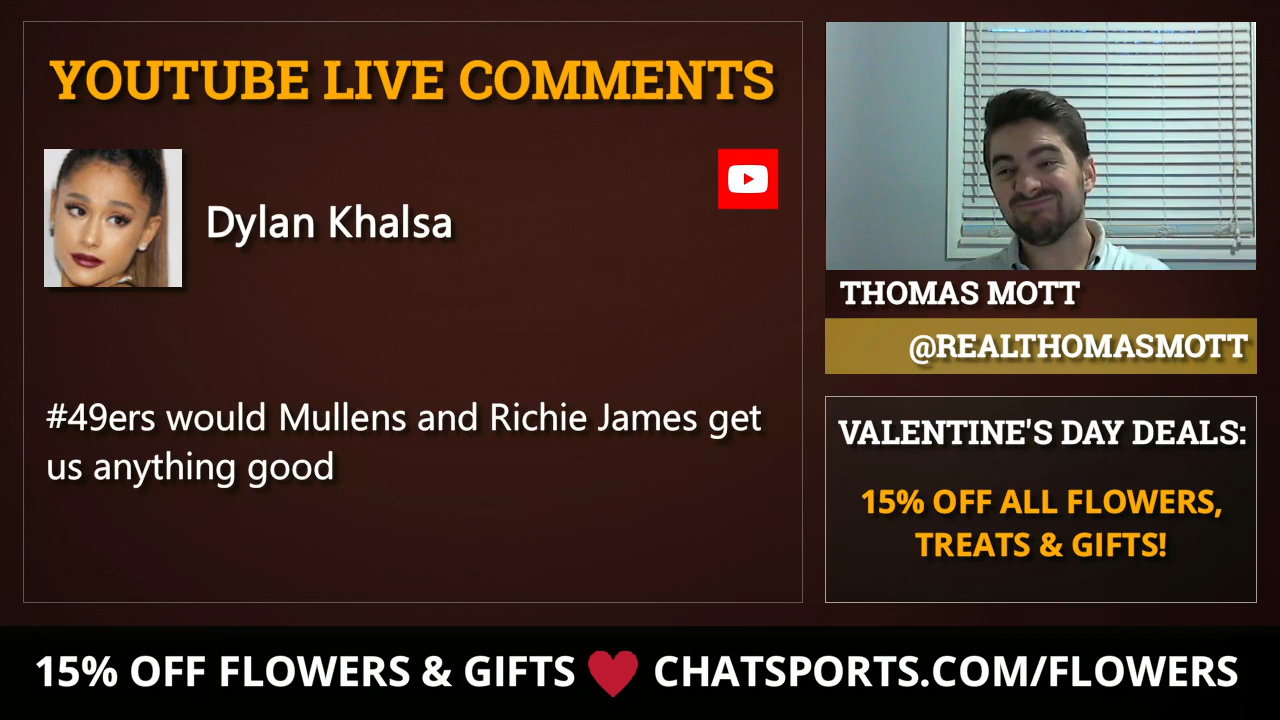 YOUTUBE LIVE COMMENTS
Dylan Khalsa
#49ers would Mullens and Richie James get
us anything good
THOMAS MOTT
@REALTHOMASMOTT
VALENTINE'S DAY DEALS:
15% OFF ALL FLOWERS,
TREATS & GIFTS!
15% OFF FLOWERS & GIFTS CHATSPORTS.COM/FLOWERS